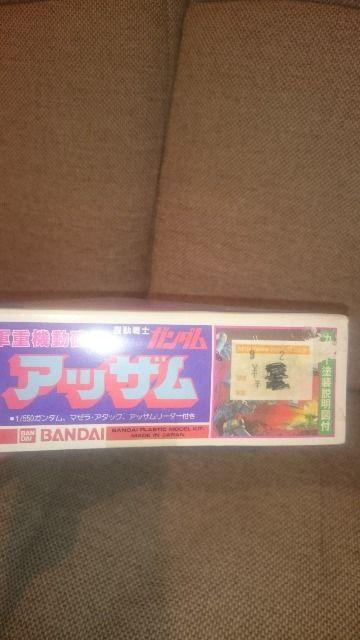 軍重機動
機動戦士
ガンダム
アッザム
■1/550ガンダム、マゼラ・アタック、アッザムリーダー付き
BAN
DAI
BANDAI
BANDAI PLASTIC MODEL KIT.
MADE IN JAPAN
塗装説明図付